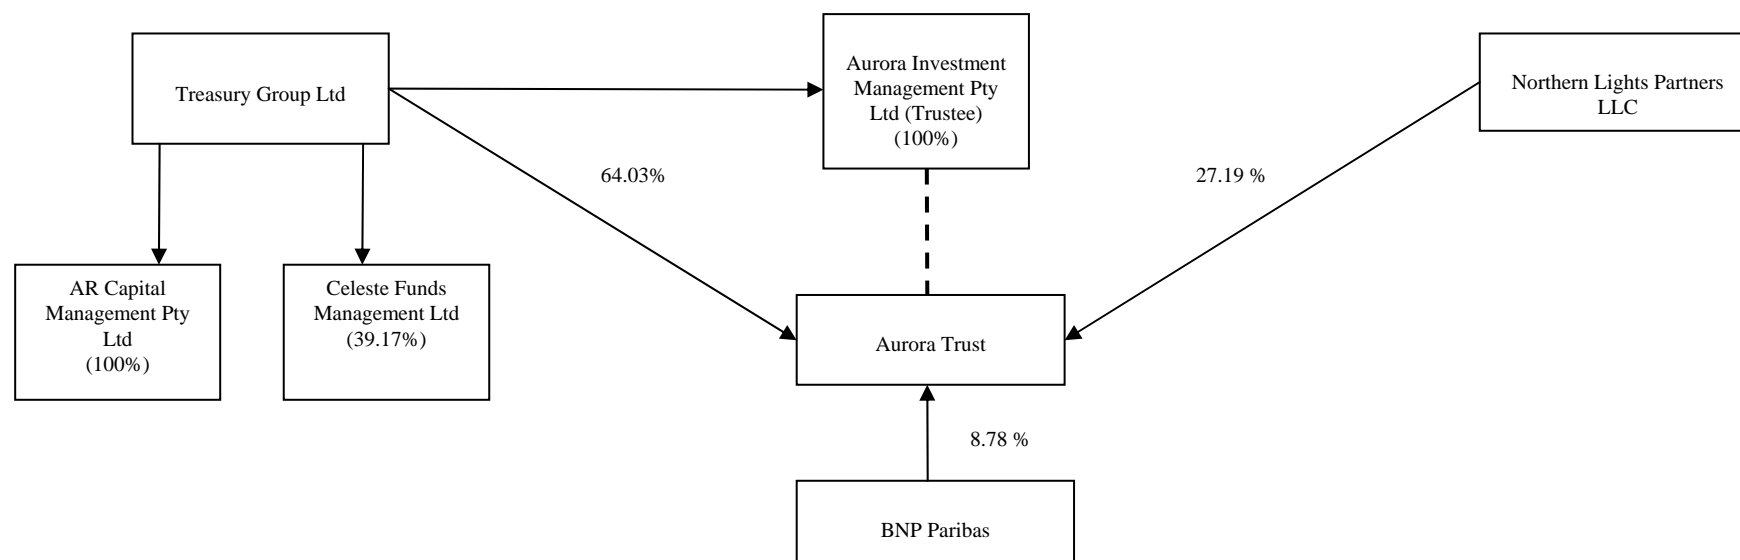 Treasury Group Ltd
Aurora Investment
Management Pty
Ltd (Trustee)
(100%)
Northern Lights Partners
LLC
64.03%
27.19 %
AR Capital
Management Pty
Ltd
(100%)
Celeste Funds
Management Ltd
(39.17%)
Aurora Trust
8.78 %
BNP Paribas